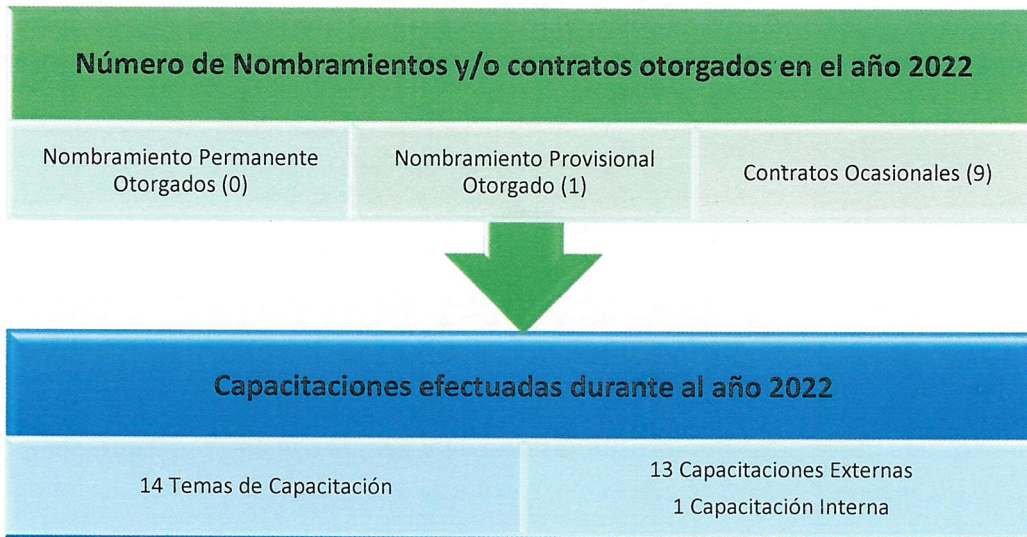 Número de Nombramientos y/o contratos otorgados en el año 2022
Nombramiento Permanente
Otorgados (0)
Nombramiento Provisional
Otorgado (1)
Contratos Ocasionales (9)
Capacitaciones efectuadas durante al año 2022
14 Temas de Capacitación
13 Capacitaciones Externas
1 Capacitación Interna